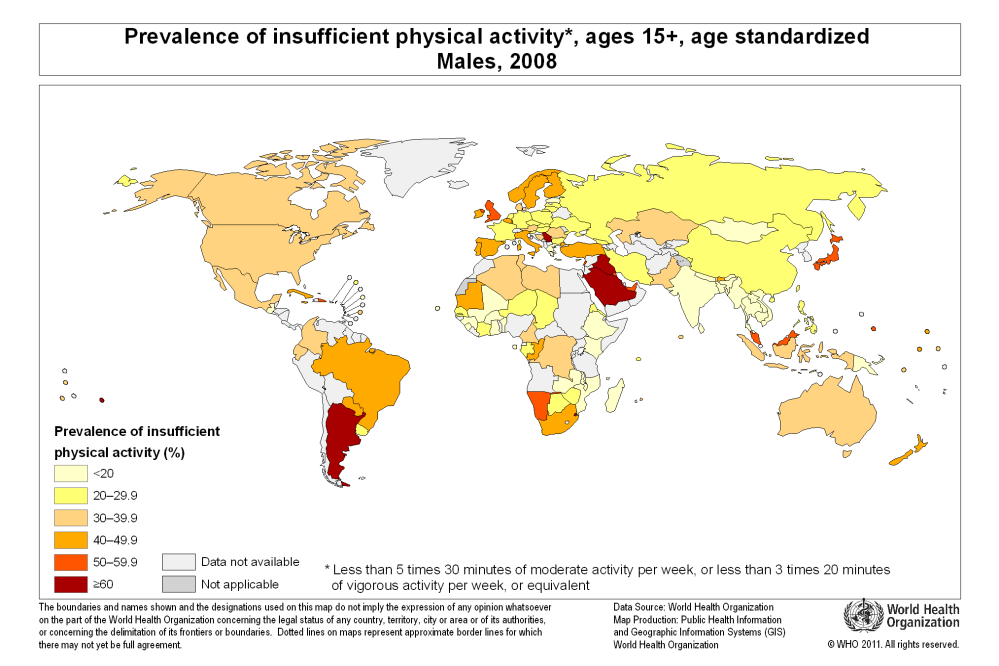 Prevalence of insufficient physical activity*, ages 15+, age standardized
Males, 2008
Prevalence of insufficient
physical activity (%)
<20
20–29.9
30–39.9
40–49.9
50–59.9
≥60
Data not available
Not applicable
* Less than 5 times 30 minutes of moderate activity per week, or less than 3 times 20 minutes
of vigorous activity per week, or equivalent
The boundaries and names shown and the designations used on this map do not imply the expression of any opinion whatsoever
on the part of the World Health Organization concerning the legal status of any country, territory, city or area or of its authorities,
or concerning the delimitation of its frontiers or boundaries. Dotted lines on maps represent approximate border lines for which
there may not yet be full agreement.
Data Source: World Health Organization
Map Production: Public Health Information
and Geographic Information Systems (GIS)
World Health Organization
World Health
Organization
© WHO 2011. All rights reserved.